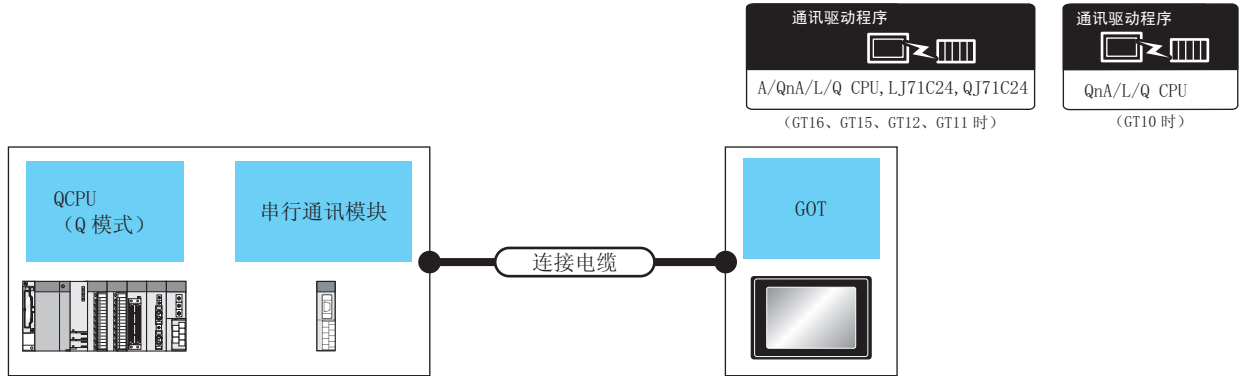 通讯驱动程序
A/QnA/L/Q CPU,LJ71C24,QJ71C24
（GT16、GT15、GT12、GT11 时）
通讯驱动程序
QnA/L/Q CPU
（GT10 时）
QCPU
（Q 模式）
串行通讯模块
连接电缆
GOT